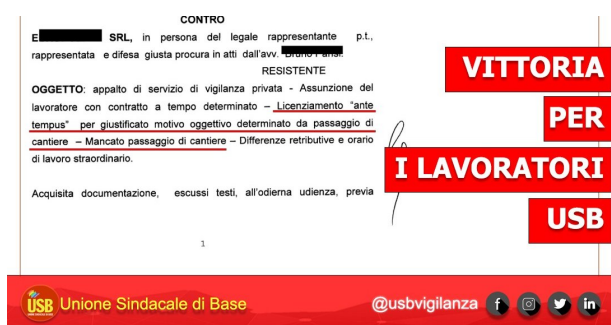 CONTRO
E SRL, in persona del legale rappresentante p.t.,
rappresentata e difesa giusta procura in atti dall'avv.
RESISTENTE
OGGETTO: appalto di servizio di vigilanza privata - Assunzione del
lavoratore con contratto a tempo determinato – Licenziamento "ante
tempus" per giustificato motivo oggettivo determinato da passaggio di
cantiere – Mancato passaggio di cantiere – Differenze retributive e orario
di lavoro straordinario.
Acquisita documentazione, escussi testi, all'odierna udienza, previa
1
VITTORIA
PER
I LAVORATORI
USB
USB Unione Sindacale di Base
@usbvigilanza